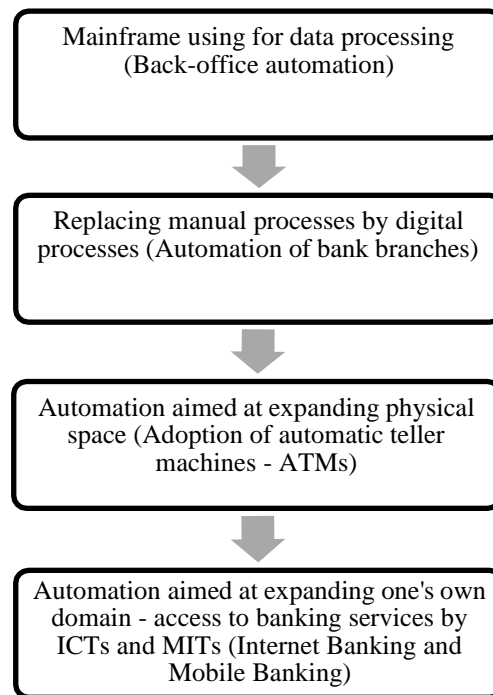 Mainframe using for data processing
(Back-office automation)
Replacing manual processes by digital
processes (Automation of bank branches)
Automation aimed at expanding physical
space (Adoption of automatic teller
machines - ATMs)
Automation aimed at expanding one's own
domain - access to banking services by
ICTs and MITs (Internet Banking and
Mobile Banking)